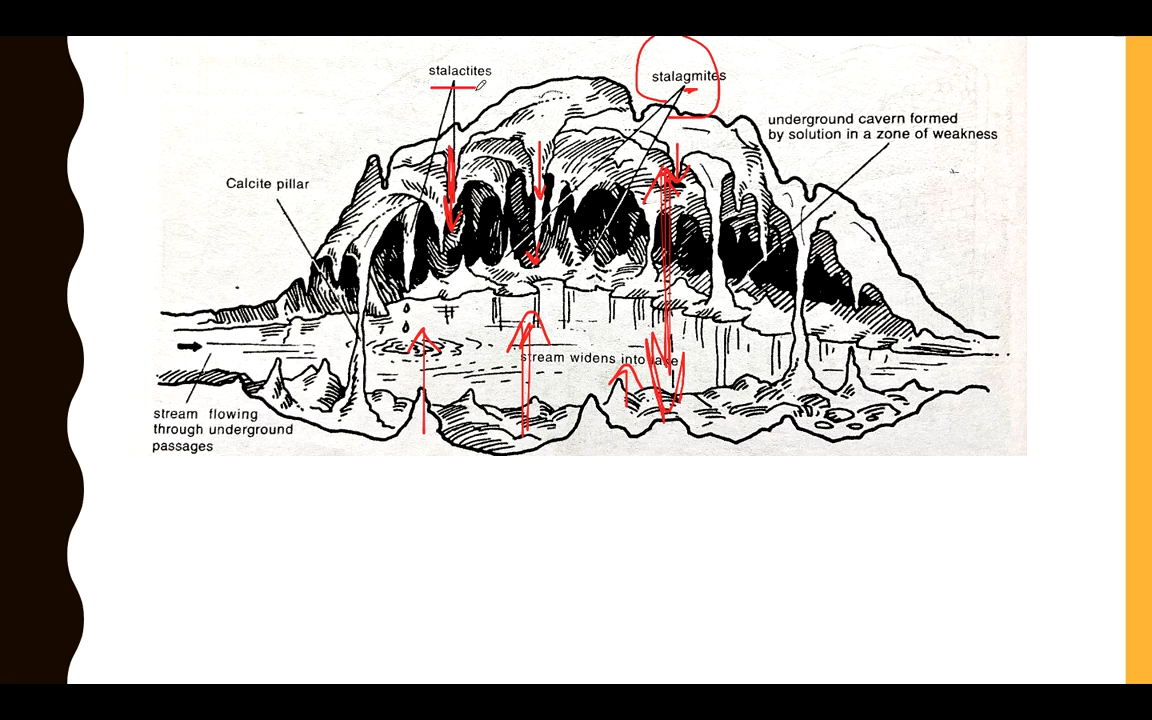 stalactites
stalagmites
underground cavern formed
by solution in a zone of weakness
Calcite pillar
stream widens into lake
stream flowing
through underground
passages